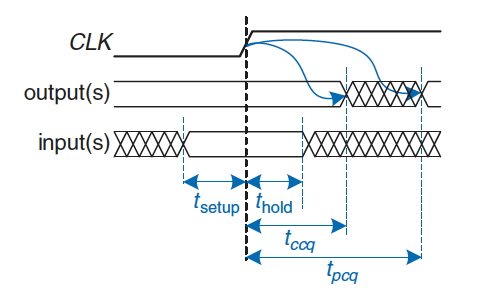 CLK
output(s)
input(s)
tsetup thold
tccq
tpcq